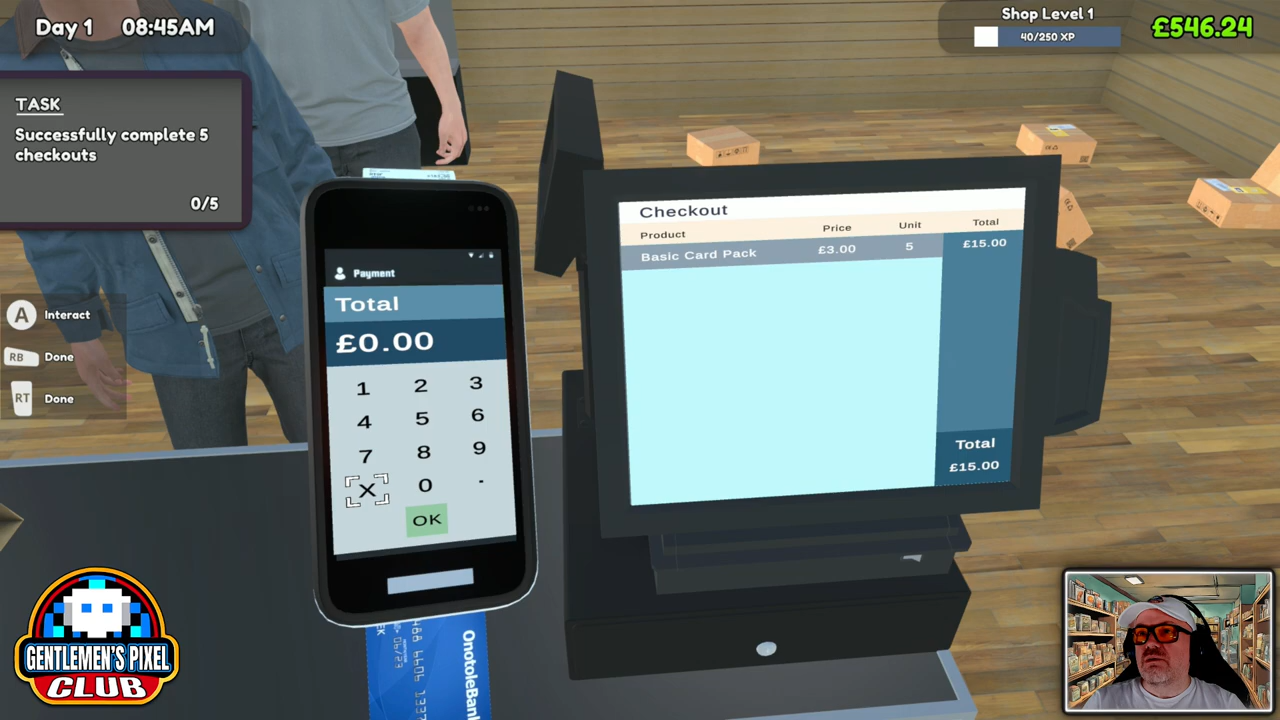 Day 1 08:45AM
Shop Level 1
40/250 XP
£546.24
TASK
Successfully complete 5
checkouts
0/5
A Interact
RB Done
RT Done
Payment
Total
£0.00
1 2 3
4 5 6
7 8 9
X 0 .
OK
Checkout
Product Price Unit Total
Basic Card Pack £3.00 5 £15.00
Total
£15.00
OnotoleBank
GENTLEMEN'S PIXEL
CLUB